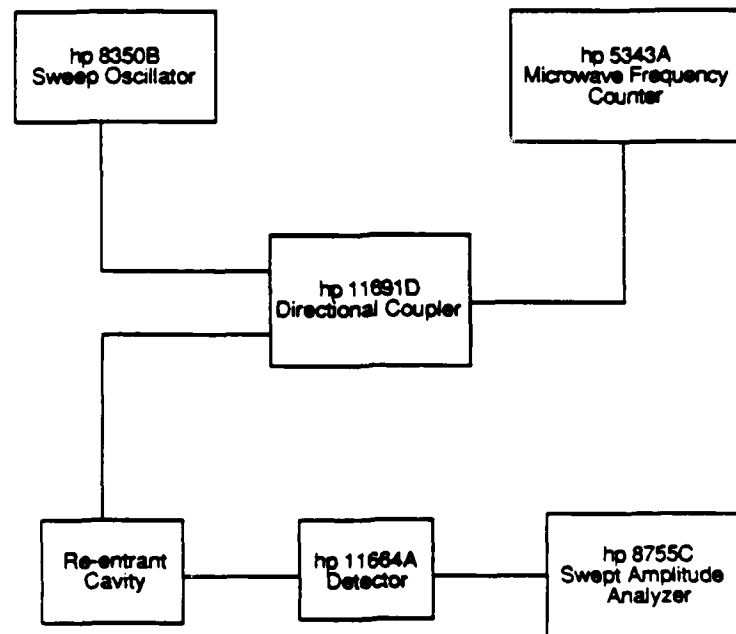 hp 8350B
Sweep Oscillator
hp 5343A
Microwave Frequency
Counter
hp 11691D
Directional Coupler
Re-entrant
Cavity
hp 11664A
Detector
hp 8755C
Swept Amplitude
Analyzer